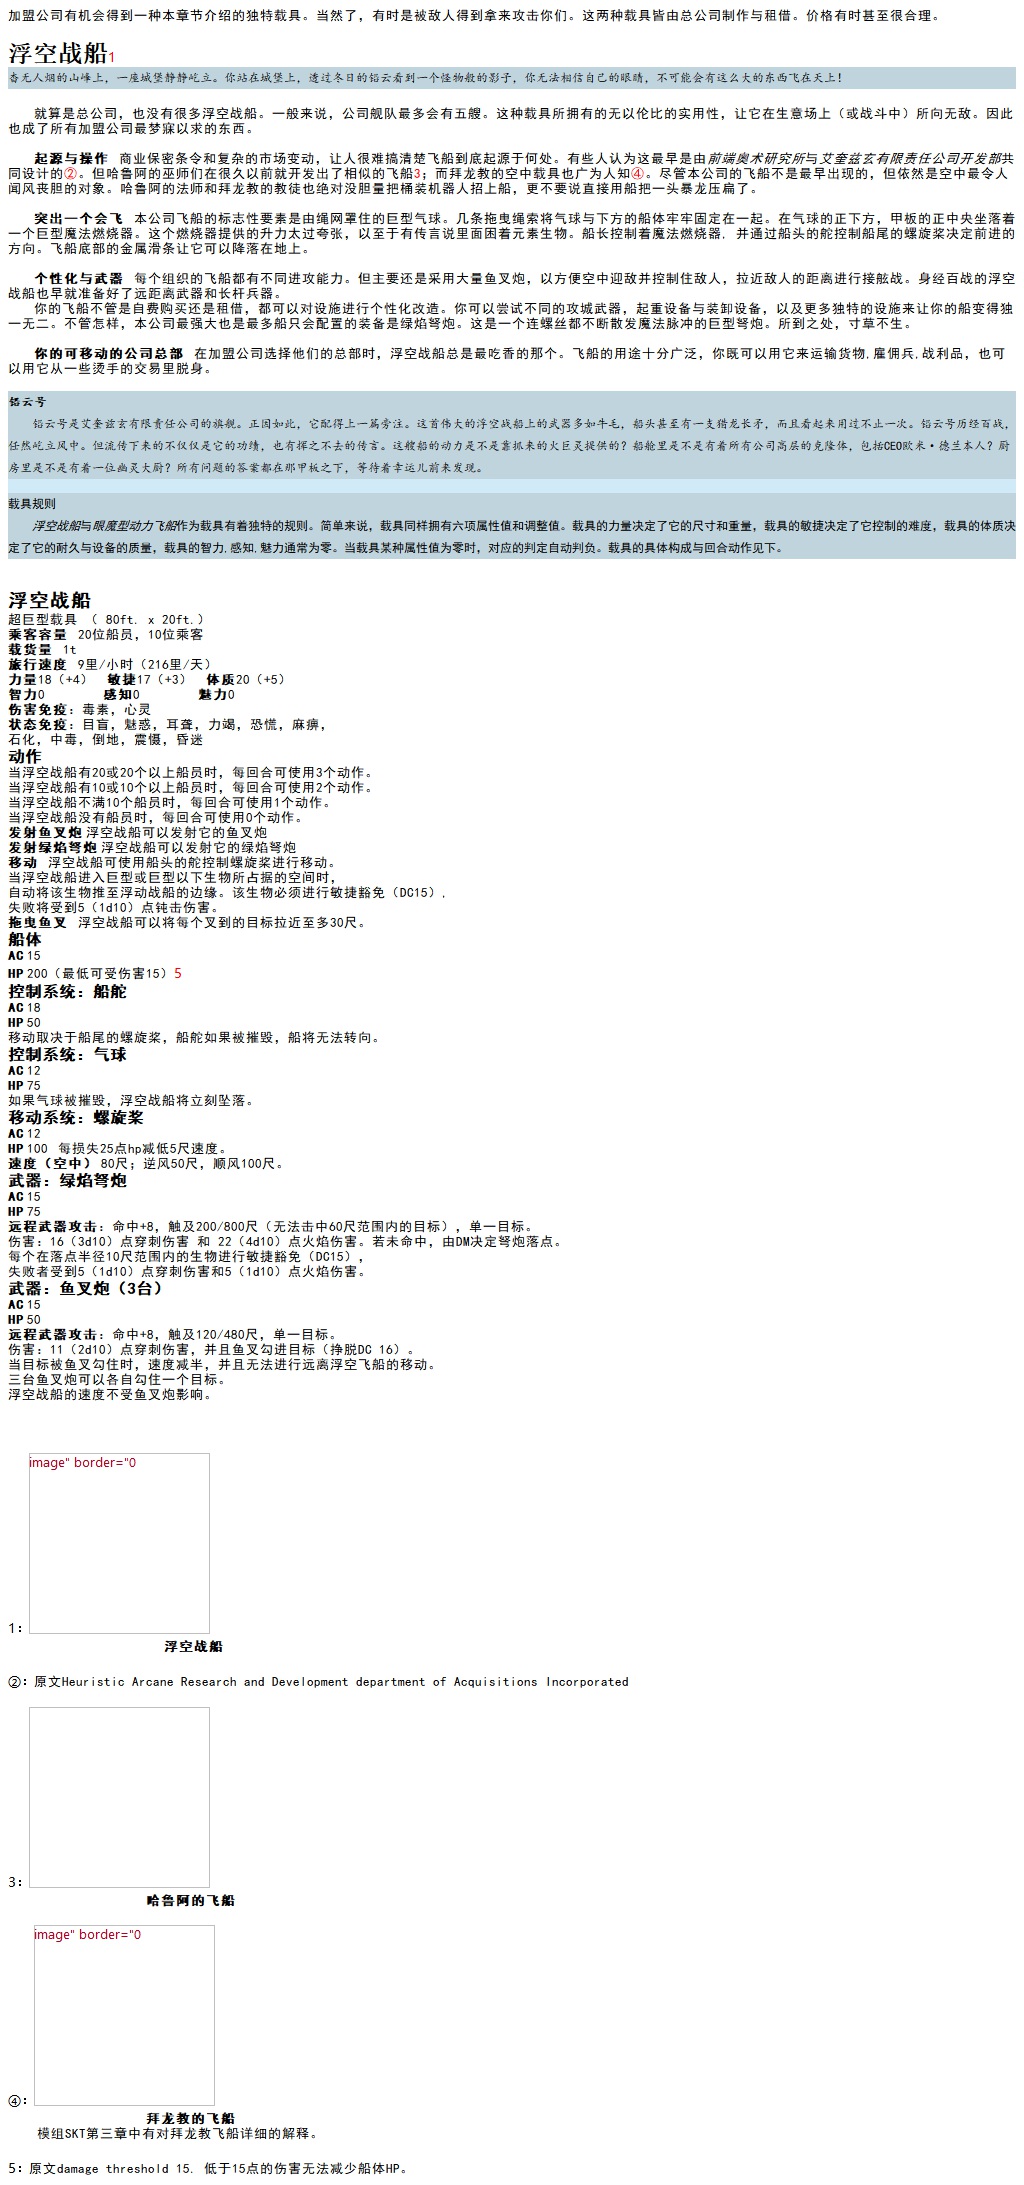 加盟公司有机会得到一种本章节介绍的独特载具。当然了，有时是被敌人得到拿来攻击你们。这两种载具皆由总公司制作与租借。价格有时甚至很合理。
浮空战船1
杳无人烟的山峰上，一座城堡静静屹立。你站在城堡上，透过冬日的铅云看到一个怪物般的影子，你无法相信自己的眼睛，不可能会有这么大的东西飞在天上！
就算是总公司，也没有很多浮空战船。一般来说，公司舰队最多会有五艘。这种载具所拥有的无以伦比的实用性，让它在生意场上（或战斗中）所向无敌。因此
也成了所有加盟公司最梦寐以求的东西。
起源与操作 商业保密条令和复杂的市场变动，让人很难搞清楚飞船到底起源于何处。有些人认为这最早是由前端奥术研究所与艾奎兹玄有限责任公司开发部共
同设计的②。但哈鲁阿的巫师们在很久以前就开发出了相似的飞船3；而拜龙教的空中载具也广为人知④。尽管本公司的飞船不是最早出现的，但依然是空中最令人
闻风丧胆的对象。哈鲁阿的法师和拜龙教的教徒也绝对没胆量把桶装机器人招上船，更不要说直接用船把一头暴龙压扁了。
突出一个会飞 本公司飞船的标志性要素是由绳网罩住的巨型气球。几条拖曳绳索将气球与下方的船体牢牢固定在一起。在气球的正下方，甲板的正中央坐落着
一个巨型魔法燃烧器。这个燃烧器提供的升力太过夸张，以至于有传言说里面困着元素生物。船长控制着魔法燃烧器，并通过船头的舵控制船尾的螺旋桨决定前进的
方向。飞船底部的金属滑条让它可以降落在地上。
个性化与武器 每个组织的飞船都有不同进攻能力。但主要还是采用大量鱼叉炮，以方便空中迎敌并控制住敌人，拉近敌人的距离进行接舷战。身经百战的浮空
战船也早就准备好了远距离武器和长杆兵器。
你的飞船不管是自费购买还是租借，都可以对设施进行个性化改造。你可以尝试不同的攻城武器，起重设备与装卸设备，以及更多独特的设施来让你的船变得独
一无二。不管怎样，本公司最强大也是最多船只会配置的装备是绿焰弩炮。这是一个连螺丝都不断散发魔法脉冲的巨型弩炮。所到之处，寸草不生。
你的可移动的公司总部 在加盟公司选择他们的总部时，浮空战船总是最吃香的那个。飞船的用途十分广泛，你既可以用它来运输货物,雇佣兵,战利品，也可
以用它从一些烫手的交易里脱身。
铅云号
铅云号是艾奎兹玄有限责任公司的旗舰。正因如此，它配得上一篇旁注。这首伟大的浮空战船上的武器多如牛毛，船头甚至有一支猎龙长矛，而且看起来用过不止一次。铅云号历经百战，
任然屹立风中。但流传下来的不仅仅是它的功绩，也有挥之不去的传言。这艘船的动力是不是靠抓来的火巨灵提供的？船舱里是不是有着所有公司高层的克隆体，包括CEO欧米·德兰本人？厨
房里是不是有着一位幽灵大厨？所有问题的答案都在那甲板之下，等待着幸运儿前来发现。
载具规则
浮空战船与眼魔型动力飞船作为载具有着独特的规则。简单来说，载具同样拥有六项属性值和调整值。载具的力量决定了它的尺寸和重量，载具的敏捷决定了它控制的难度，载具的体质决
定了它的耐久与设备的质量，载具的智力,感知,魅力通常为零。当载具某种属性值为零时，对应的判定自动判负。载具的具体构成与回合动作见下。
浮空战船
超巨型载具 （ 80ft. x 20ft.）
乘客容量 20位船员，10位乘客
载货量 1t
旅行速度 9里/小时（216里/天）
力量18（+4） 敏捷17（+3） 体质20（+5）
智力0 感知0 魅力0
伤害免疫：毒素，心灵
状态免疫：目盲，魅惑，耳聋，力竭，恐慌，麻痹，
石化，中毒，倒地，震慑，昏迷
动作
当浮空战船有20或20个以上船员时，每回合可使用3个动作。
当浮空战船有10或10个以上船员时，每回合可使用2个动作。
当浮空战船不满10个船员时，每回合可使用1个动作。
当浮空战船没有船员时，每回合可使用0个动作。
发射鱼叉炮 浮空战船可以发射它的鱼叉炮
发射绿焰弩炮 浮空战船可以发射它的绿焰弩炮
移动 浮空战船可使用船头的舵控制螺旋桨进行移动。
当浮空战船进入巨型或巨型以下生物所占据的空间时，
自动将该生物推至浮动战船的边缘。该生物必须进行敏捷豁免（DC15），
失败将受到5（1d10）点钝击伤害。
拖曳鱼叉 浮空战船可以将每个叉到的目标拉近至多30尺。
船体
AC 15
HP 200（最低可受伤害15）5
控制系统：船舵
AC 18
HP 50
移动取决于船尾的螺旋桨，船舵如果被摧毁，船将无法转向。
控制系统：气球
AC 12
HP 75
如果气球被摧毁，浮空战船将立刻坠落。
移动系统：螺旋桨
AC 12
HP 100 每损失25点hp减低5尺速度。
速度（空中） 80尺；逆风50尺，顺风100尺。
武器：绿焰弩炮
AC 15
HP 75
远程武器攻击：命中+8，触及200/800尺（无法击中60尺范围内的目标），单一目标。
伤害：16（3d10）点穿刺伤害 和 22（4d10）点火焰伤害。若未命中，由DM决定弩炮落点。
每个在落点半径10尺范围内的生物进行敏捷豁免（DC15），
失败者受到5（1d10）点穿刺伤害和5（1d10）点火焰伤害。
武器：鱼叉炮（3台）
AC 15
HP 50
远程武器攻击：命中+8，触及120/480尺，单一目标。
伤害：11（2d10）点穿刺伤害，并且鱼叉勾进目标（挣脱DC 16）。
当目标被鱼叉勾住时，速度减半，并且无法进行远离浮空飞船的移动。
三台鱼叉炮可以各自勾住一个目标。
浮空战船的速度不受鱼叉炮影响。
image" border="0
1：
浮空战船
②：原文Heuristic Arcane Research and Development department of Acquisitions Incorporated
3：
哈鲁阿的飞船
image" border="0
④：
拜龙教的飞船
模组SKT第三章中有对拜龙教飞船详细的解释。
5：原文damage threshold 15. 低于15点的伤害无法减少船体HP。